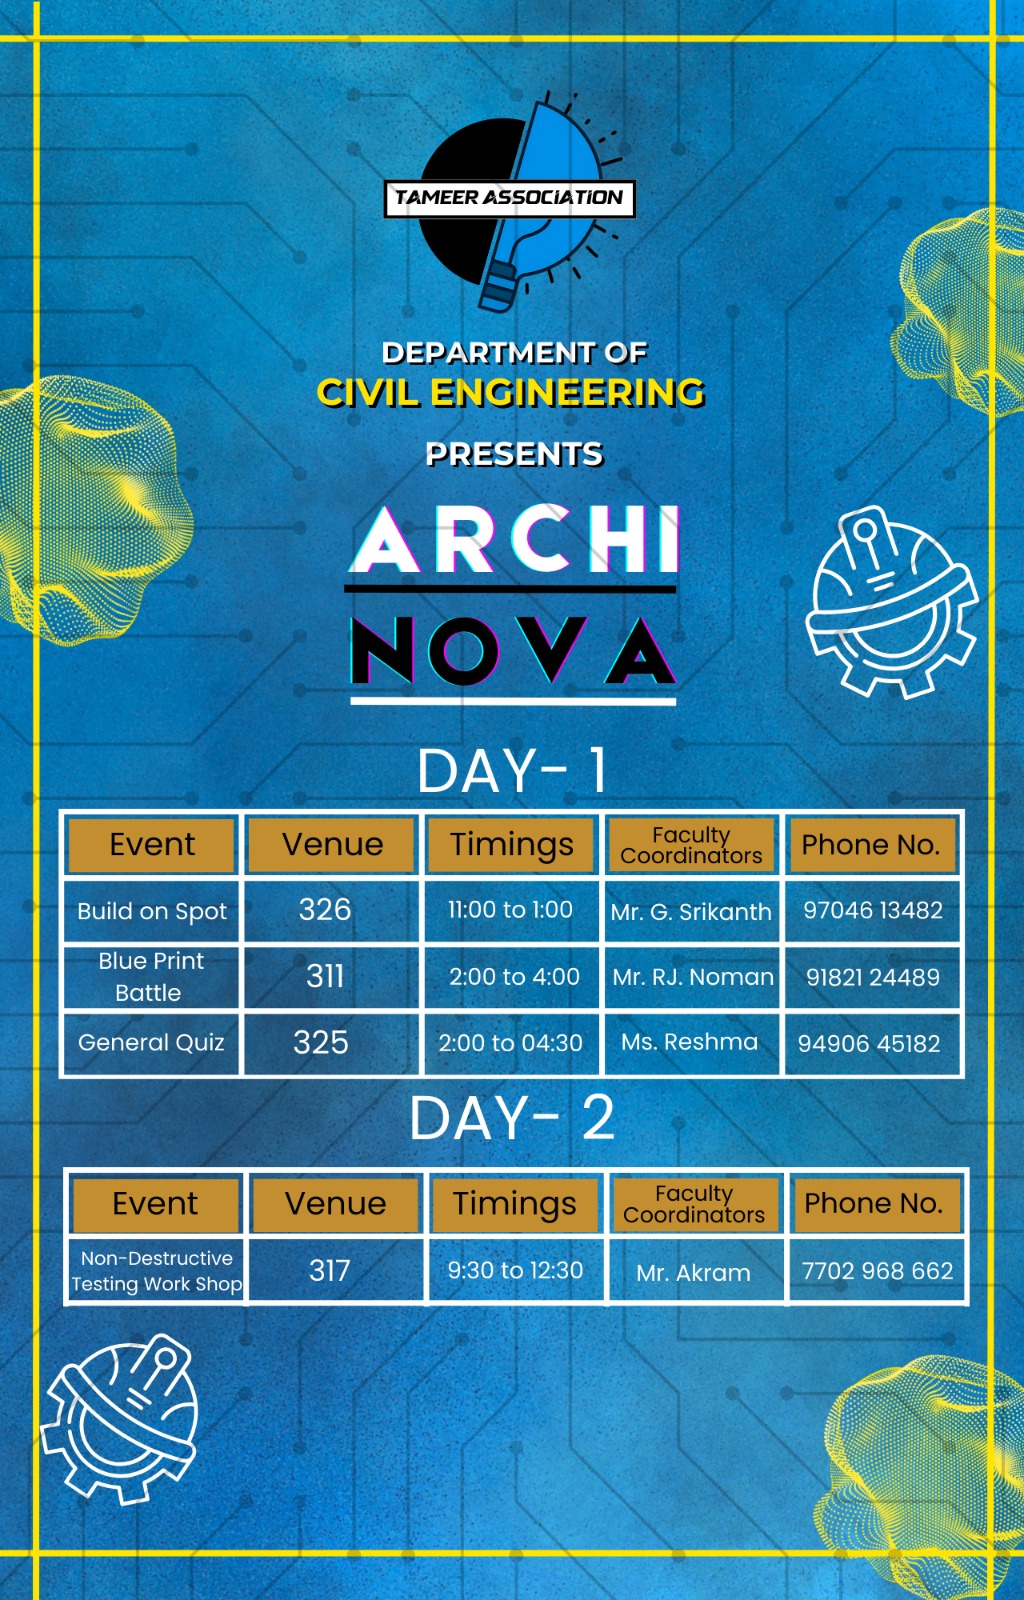 TAMEER ASSOCIATION
DEPARTMENT OF
CIVIL ENGINEERING
PRESENTS
ARCHI
NOVA
DAY- 1
Event Venue Timings Faculty Coordinators Phone No.
Build on Spot 326 11:00 to 1:00 Mr. G. Srikanth 97046 13482
Blue Print Battle 311 2:00 to 4:00 Mr. RJ. Noman 91821 24489
General Quiz 325 2:00 to 04:30 Ms. Reshma 94906 45182
DAY- 2
Event Venue Timings Faculty Coordinators Phone No.
Non-Destructive Testing Work Shop 317 9:30 to 12:30 Mr. Akram 7702 968 662